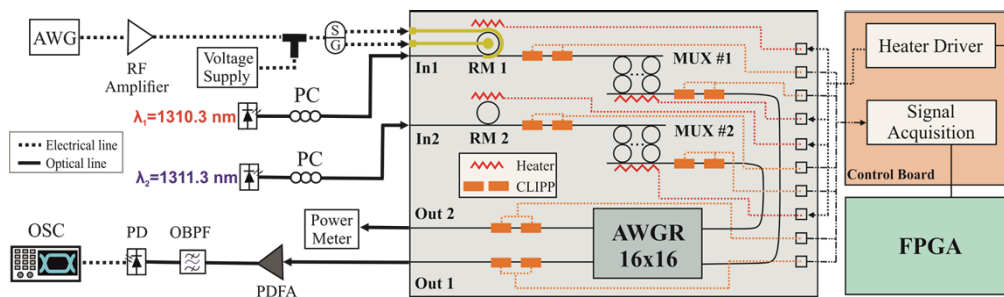 AWG
RF
Amplifier
Voltage
Supply
S
G
PC
λ₁=1310.3 nm
Electrical line
Optical line
PC
λ₂=1311.3nm
OSC
PD
OBPF
PDFA
Power
Meter
In1
RM 1
MUX #1
In2
RM 2
MUX #2
Heater
CLIPP
Out 2
AWGR
16x16
Out 1
Heater Driver
Signal
Acquisition
Control Board
FPGA